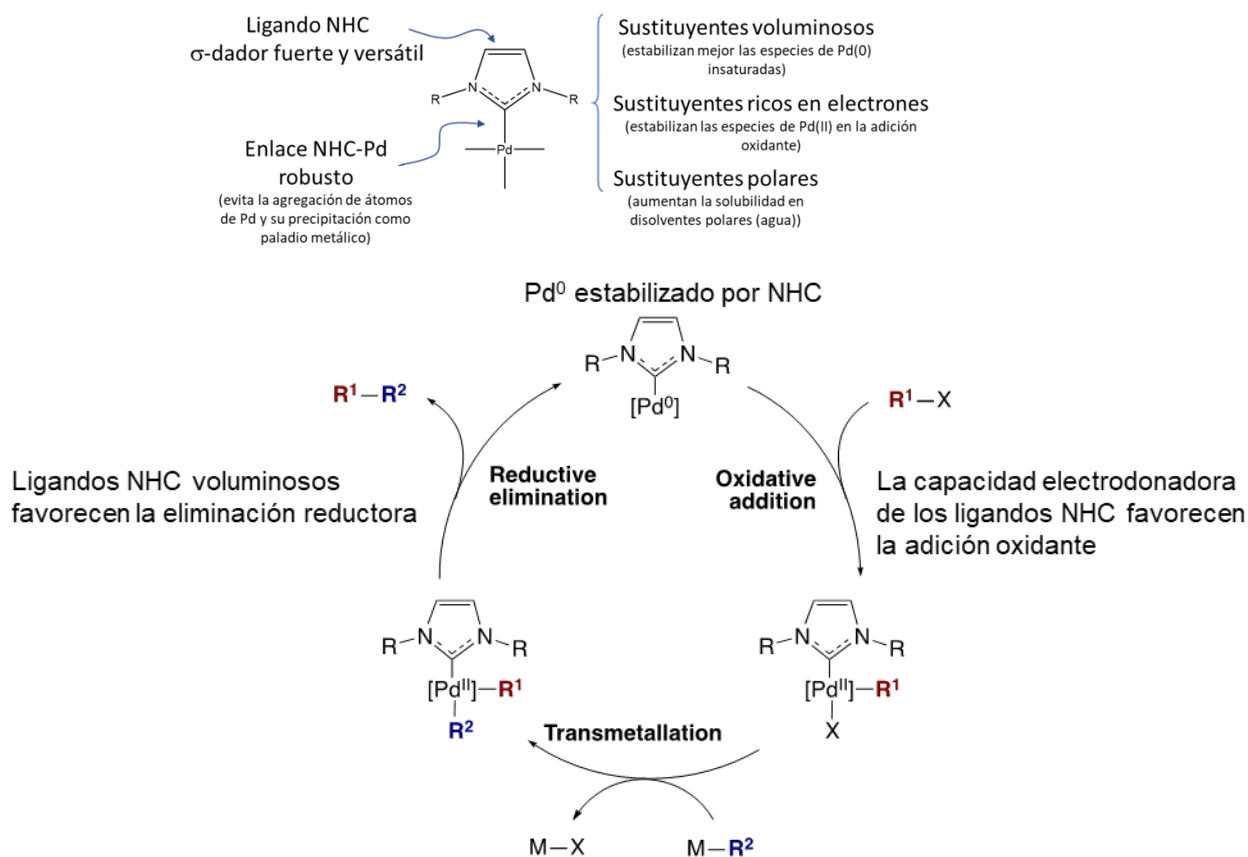 Ligando NHC
σ-dador fuerte y versátil
Enlace NHC-Pd
robusto
(evita la agregación de átomos
de Pd y su precipitación como
paladio metálico)
N
N
R
R
Pd
Sustituyentes voluminosos
(estabilizan mejor las especies de Pd(0)
insaturadas)
Sustituyentes ricos en electrones
(estabilizan las especies de Pd(II) en la adición
oxidante)
Sustituyentes polares
(aumentan la solubilidad en
disolventes polares (agua))
Pd⁰ estabilizado por NHC
N
N
R
R
[Pd⁰]
R¹—R²
R¹—X
Reductive
elimination
Oxidative
addition
Ligandos NHC voluminosos
favorecen la eliminación reductora
La capacidad electrodonadora
de los ligandos NHC favorecen
la adición oxidante
N
N
R
R
[Pdᴵᴵ]—R¹
R²
N
N
R
R
[Pdᴵᴵ]—R¹
X
Transmetallation
M—X
M—R²